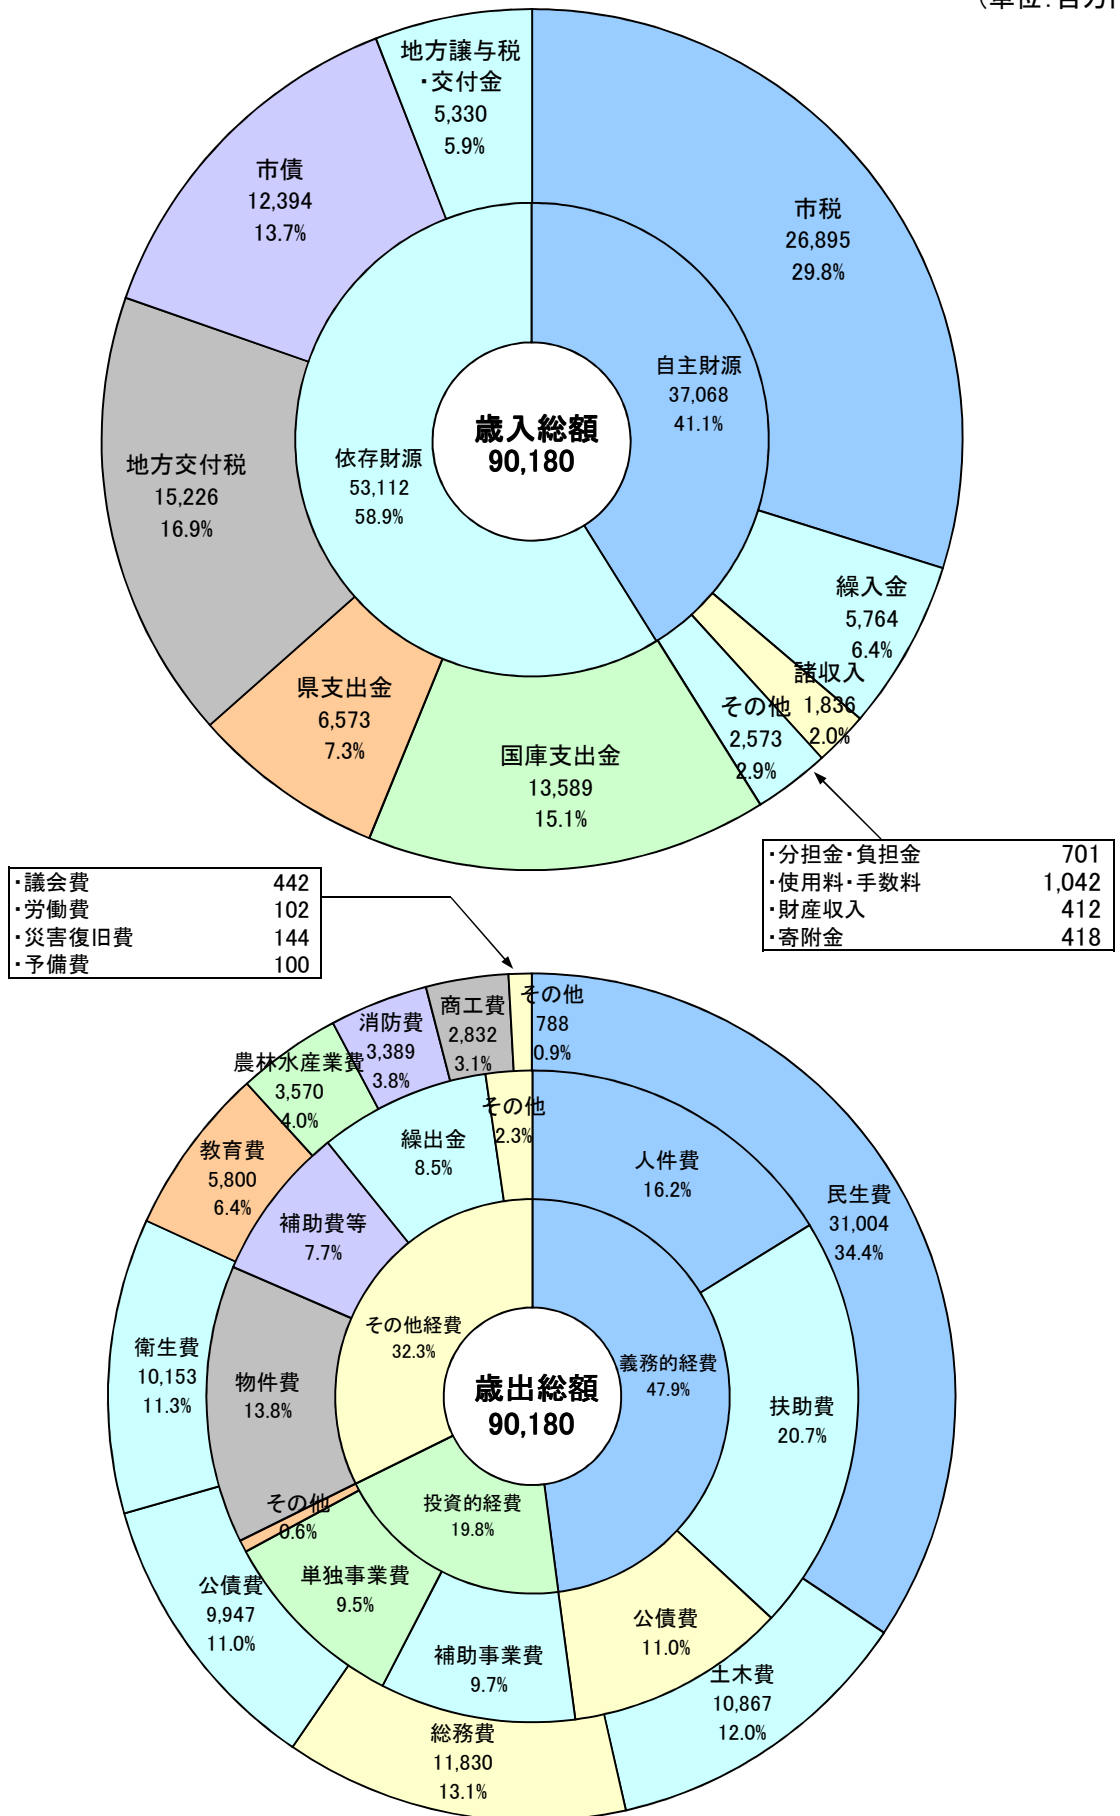 (単位:百万
地方譲与税
・交付金
5,330
5.9%
市債
12,394
13.7%
市税
26,895
29.8%
自主財源
37,068
41.1%
歳入総額
90,180
依存財源
53,112
58.9%
地方交付税
15,226
16.9%
繰入金
5,764
6.4%
諸収入
1,836
2.0%
その他
2,573
2.9%
県支出金
6,573
7.3%
国庫支出金
13,589
15.1%
・分担金・負担金 701
・使用料・手数料 1,042
・財産収入 412
・寄附金 418
・議会費 442
・労働費 102
・災害復旧費 144
・予備費 100
その他
788
0.9%
商工費
2,832
3.1%
消防費
3,389
3.8%
農林水産業費
3,570
4.0%
教育費
5,800
6.4%
その他
2.3%
繰出金
8.5%
人件費
16.2%
民生費
31,004
34.4%
補助費等
7.7%
その他経費
32.3%
義務的経費
47.9%
衛生費
10,153
11.3%
物件費
13.8%
歳出総額
90,180
扶助費
20.7%
その他
0.6%
投資的経費
19.8%
単独事業費
9.5%
公債費
9,947
11.0%
補助事業費
9.7%
公債費
11.0%
土木費
10,867
12.0%
総務費
11,830
13.1%